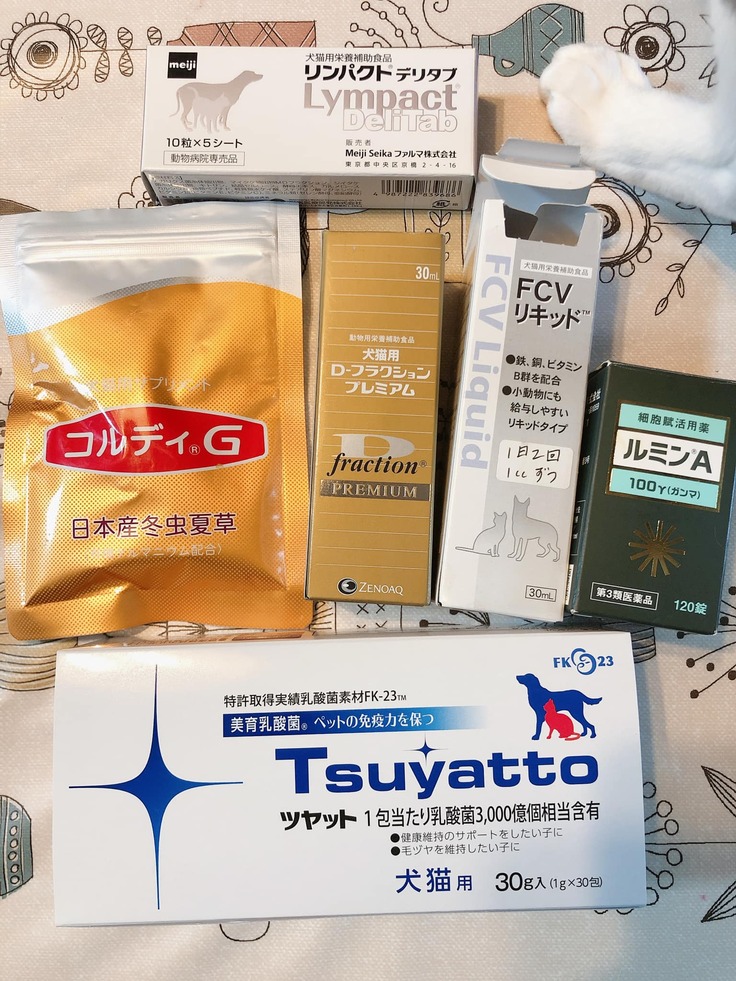 meiji
犬猫用栄養補助食品
リンパクト デリタブ
Lympact®
DeliTab
10粒×5シート
動物病院専売品
販売者
Meiji Seika ファルマ株式会社
東京都中央区京橋2-4-16
コルディ®G
日本産冬虫夏草
30mL
動物用栄養補助食品
犬猫用
D-フラクション
プレミアム
D
fraction®
PREMIUM
ZENOAQ
犬猫用栄養補助食品
FCV
リキッド™
FCV Liquid
●鉄、銅、ビタミン
B群を配合
●小動物にも
給与しやすい
リキッドタイプ
1日2回
1ccずつ
30mL
細胞賦活用薬
ルミン®A
100γ(ガンマ)
第3類医薬品
120錠
FK 23
特許取得実績乳酸菌素材FK-23™
美育乳酸菌® ペットの免疫力を保つ
Tsuyatto
ツヤット 1包当たり乳酸菌3,000億個相当含有
●健康維持のサポートをしたい子に
●毛ヅヤを維持したい子に
犬猫用 30g入(1g×30包)